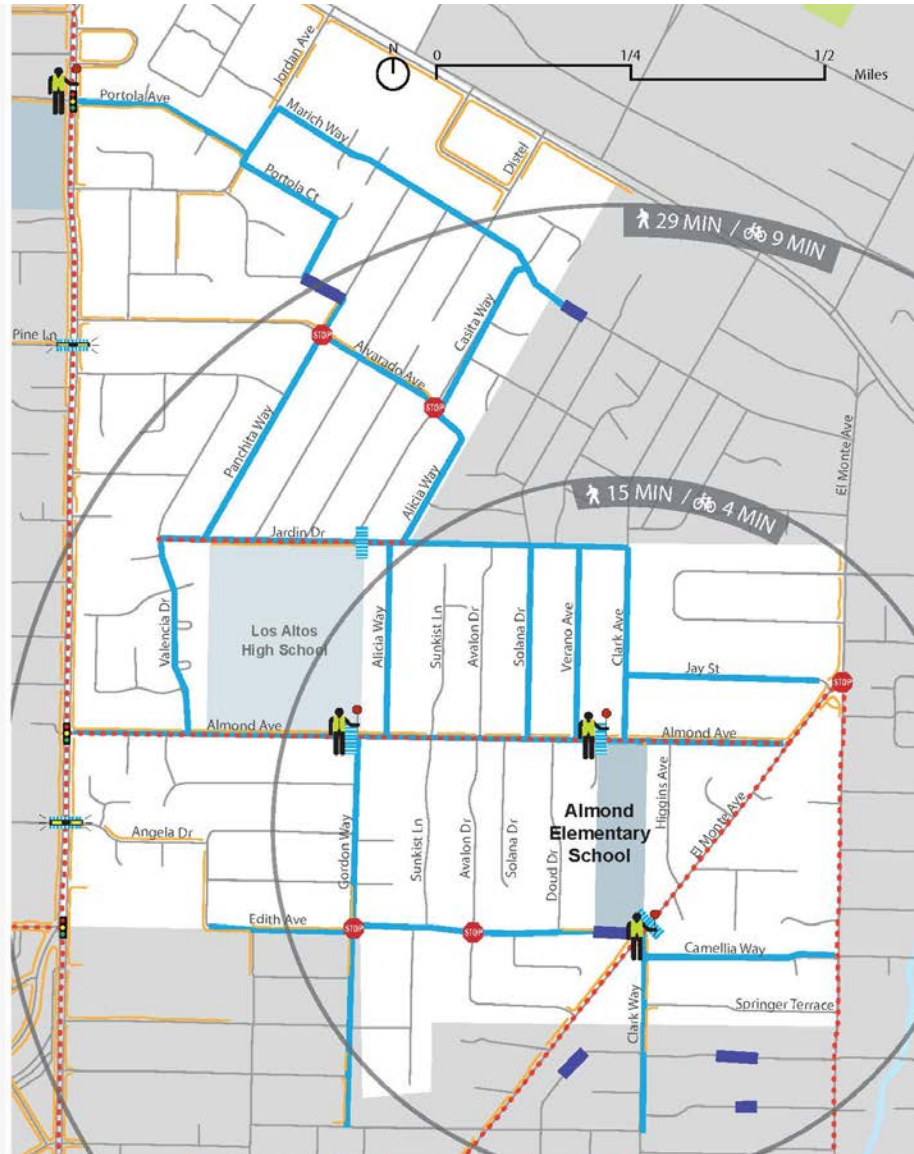 N
0
1/4
1/2
Miles
Jordan Ave
Portola Ave
Marich Way
Distel
Portola Ct
29 MIN / 9 MIN
Pine Ln
STOP
Alvarado Ave
Casita Way
STOP
El Monte Ave
Panchita Way
Alicia Way
15 MIN / 4 MIN
Jardin Dr
Valencia Dr
Los Altos
High School
Alicia Way
Sunkist Ln
Avalon Dr
Solana Dr
Verano Ave
Clark Ave
Jay St
STOP
Almond Ave
Almond Ave
Higgins Ave
El Monte Ave
Almond
Elementary
School
Angela Dr
Gordon Way
Sunkist Ln
Avalon Dr
Solana Dr
Doud Dr
Edith Ave
STOP
STOP
Camellia Way
Clark Way
Springer Terrace